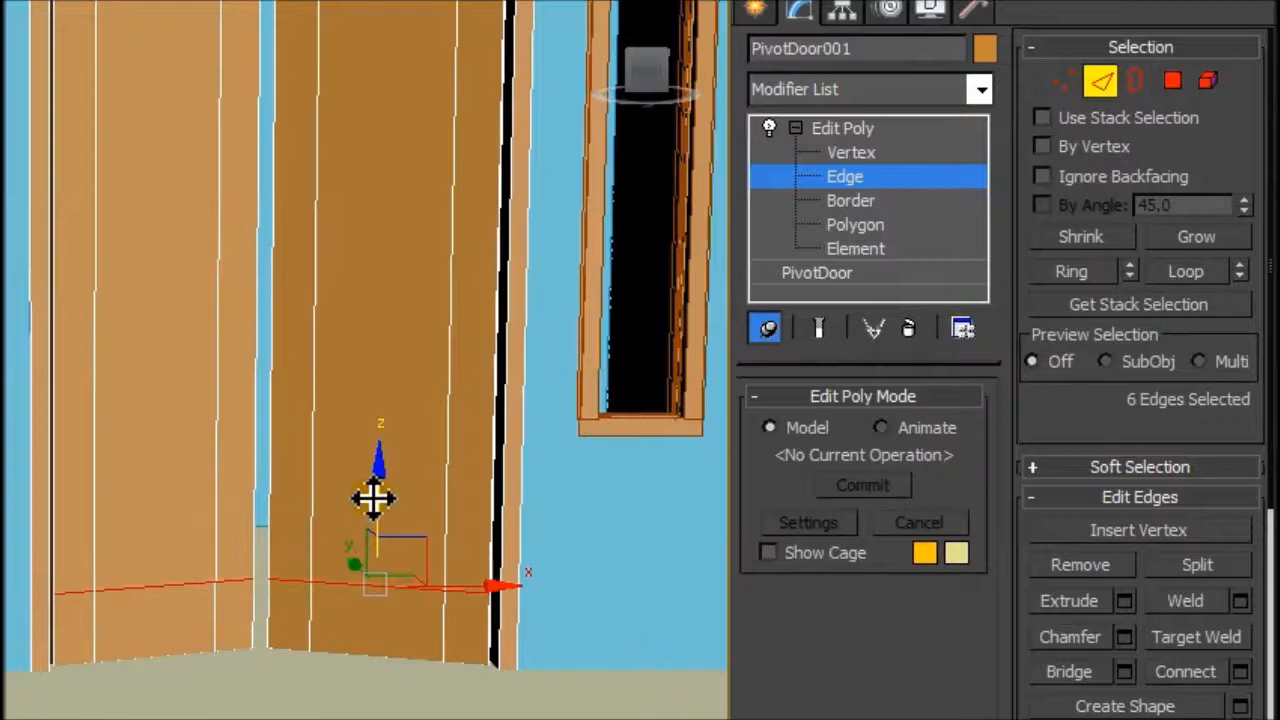 PivotDoor001
Modifier List
Edit Poly
Vertex
Edge
Border
Polygon
Element
PivotDoor
Edit Poly Mode
Model Animate
<No Current Operation>
Commit
Settings Cancel
Show Cage
Selection
Use Stack Selection
By Vertex
Ignore Backfacing
By Angle: 45,0
Shrink Grow
Ring Loop
Get Stack Selection
Preview Selection
Off SubObj Multi
6 Edges Selected
Soft Selection
Edit Edges
Insert Vertex
Remove Split
Extrude Weld
Chamfer Target Weld
Bridge Connect
Create Shape
z
y
x